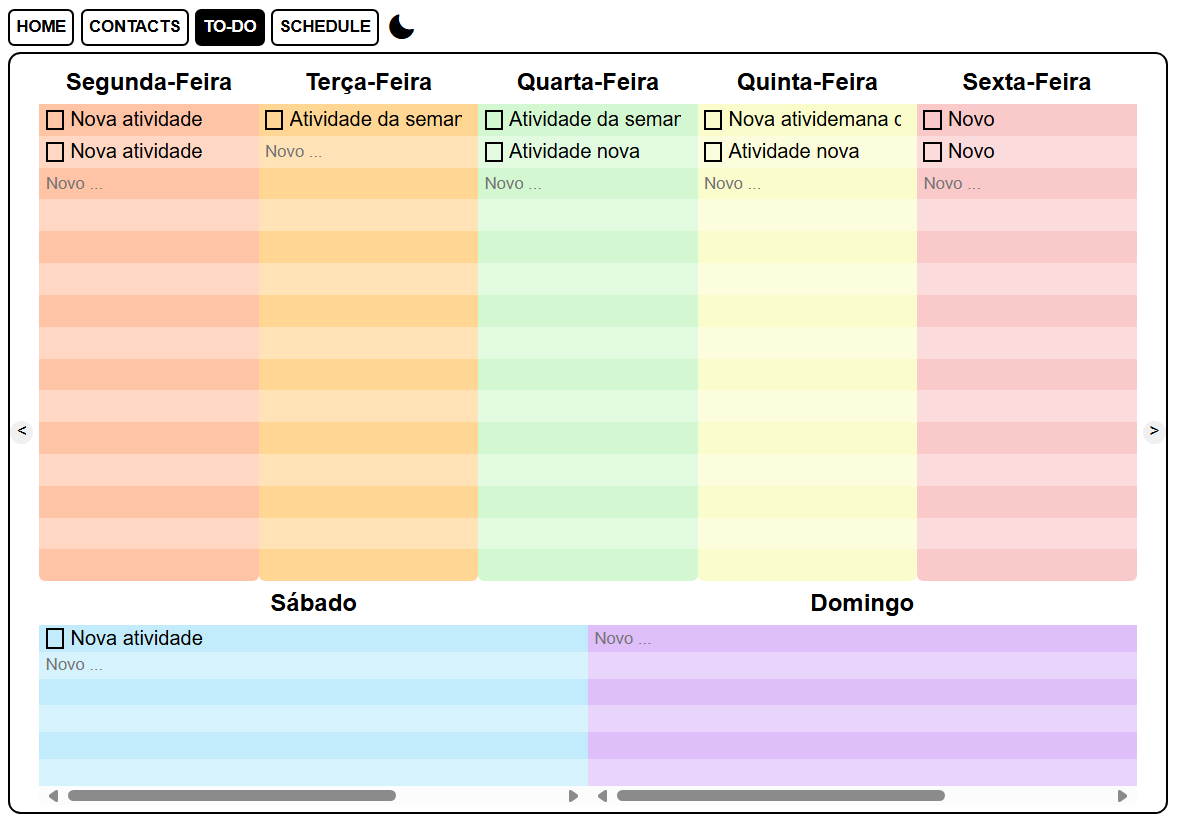 HOME CONTACTS TO-DO SCHEDULE
Segunda-Feira Terça-Feira Quarta-Feira Quinta-Feira Sexta-Feira
Nova atividade Atividade da semar Atividade da semar Nova atividemana c Novo
Nova atividade Novo ... Atividade nova Atividade nova Novo
Novo ... Novo ... Novo ... Novo ...
< >
Sábado Domingo
Nova atividade Novo ...
Novo ...